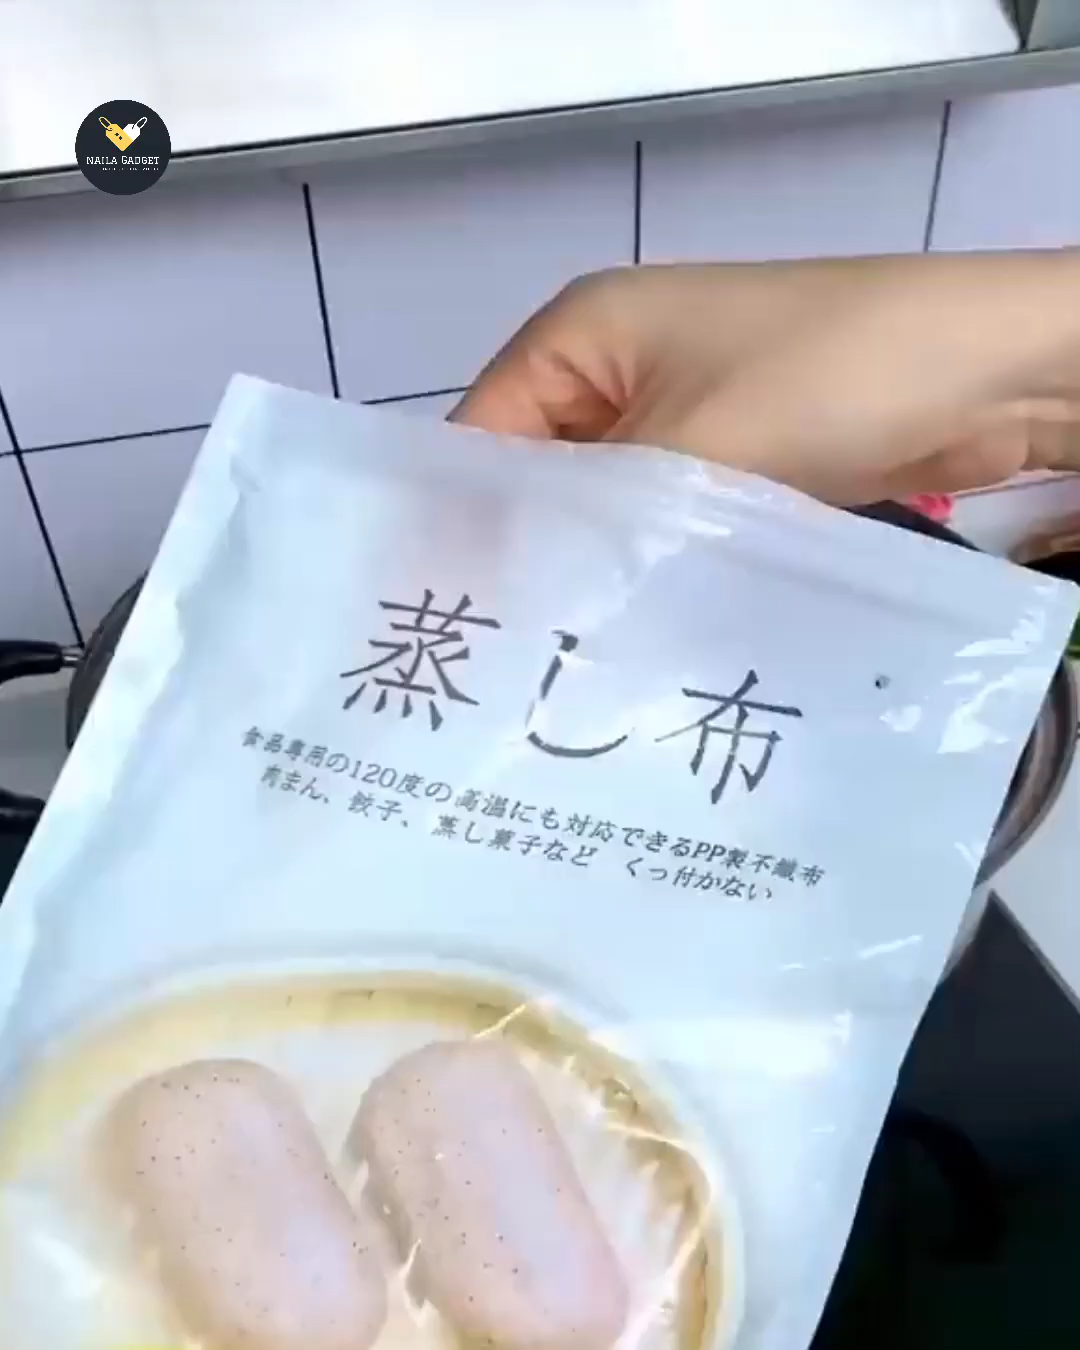 NAILA GADGET
蒸し布
食品専用の120度の高温にも対応できるPP製不織布
肉まん、餃子、蒸し菓子など くっ付かない